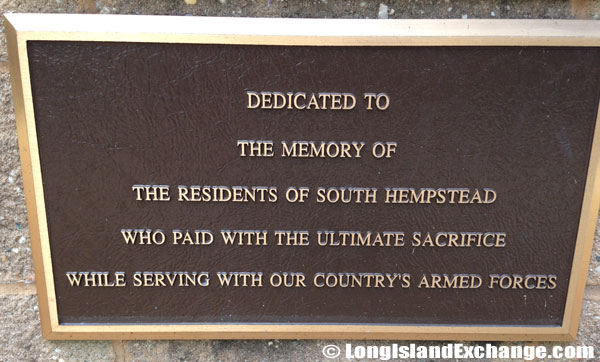 DEDICATED TO
THE MEMORY OF
THE RESIDENTS OF SOUTH HEMPSTEAD
WHO PAID WITH THE ULTIMATE SACRIFICE
WHILE SERVING WITH OUR COUNTRY'S ARMED FORCES
© LongIslandExchange.com